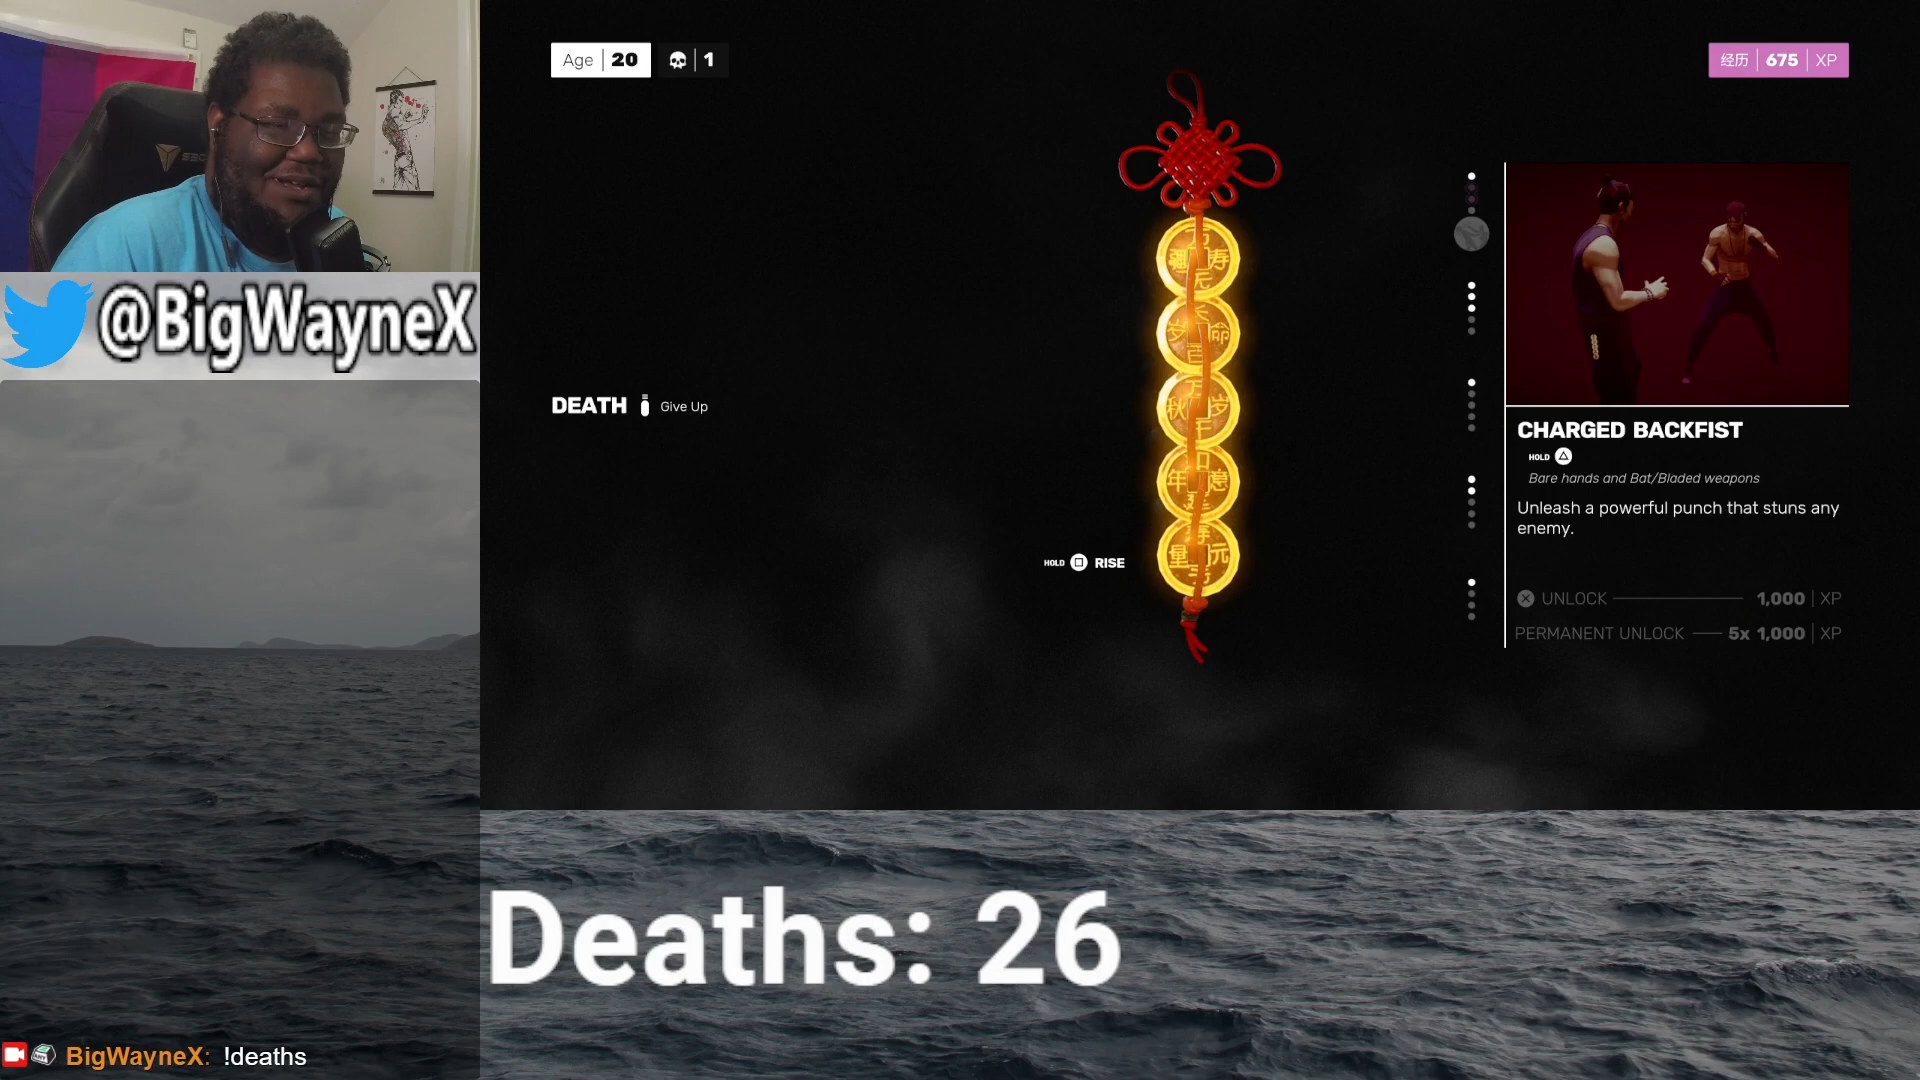 Age 20 1
经历 675 XP
@BigWayneX
DEATH Give Up
HOLD RISE
CHARGED BACKFIST
HOLD
Bare hands and Bat/Bladed weapons
Unleash a powerful punch that stuns any
enemy.
UNLOCK 1,000 XP
PERMANENT UNLOCK 5x 1,000 XP
Deaths: 26
BigWayneX: !deaths